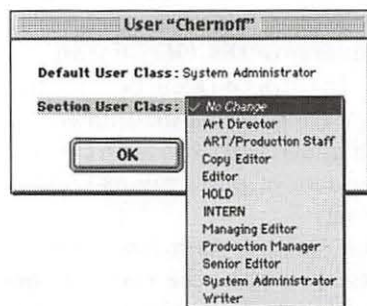 User “Chernoff”
Default User Class: System Administrator
Section User Class: ✓ No Change
Art Director
ART/Production Staff
Copy Editor
Editor
HOLD
INTERN
Managing Editor
Production Manager
Senior Editor
System Administrator
Writer
OK